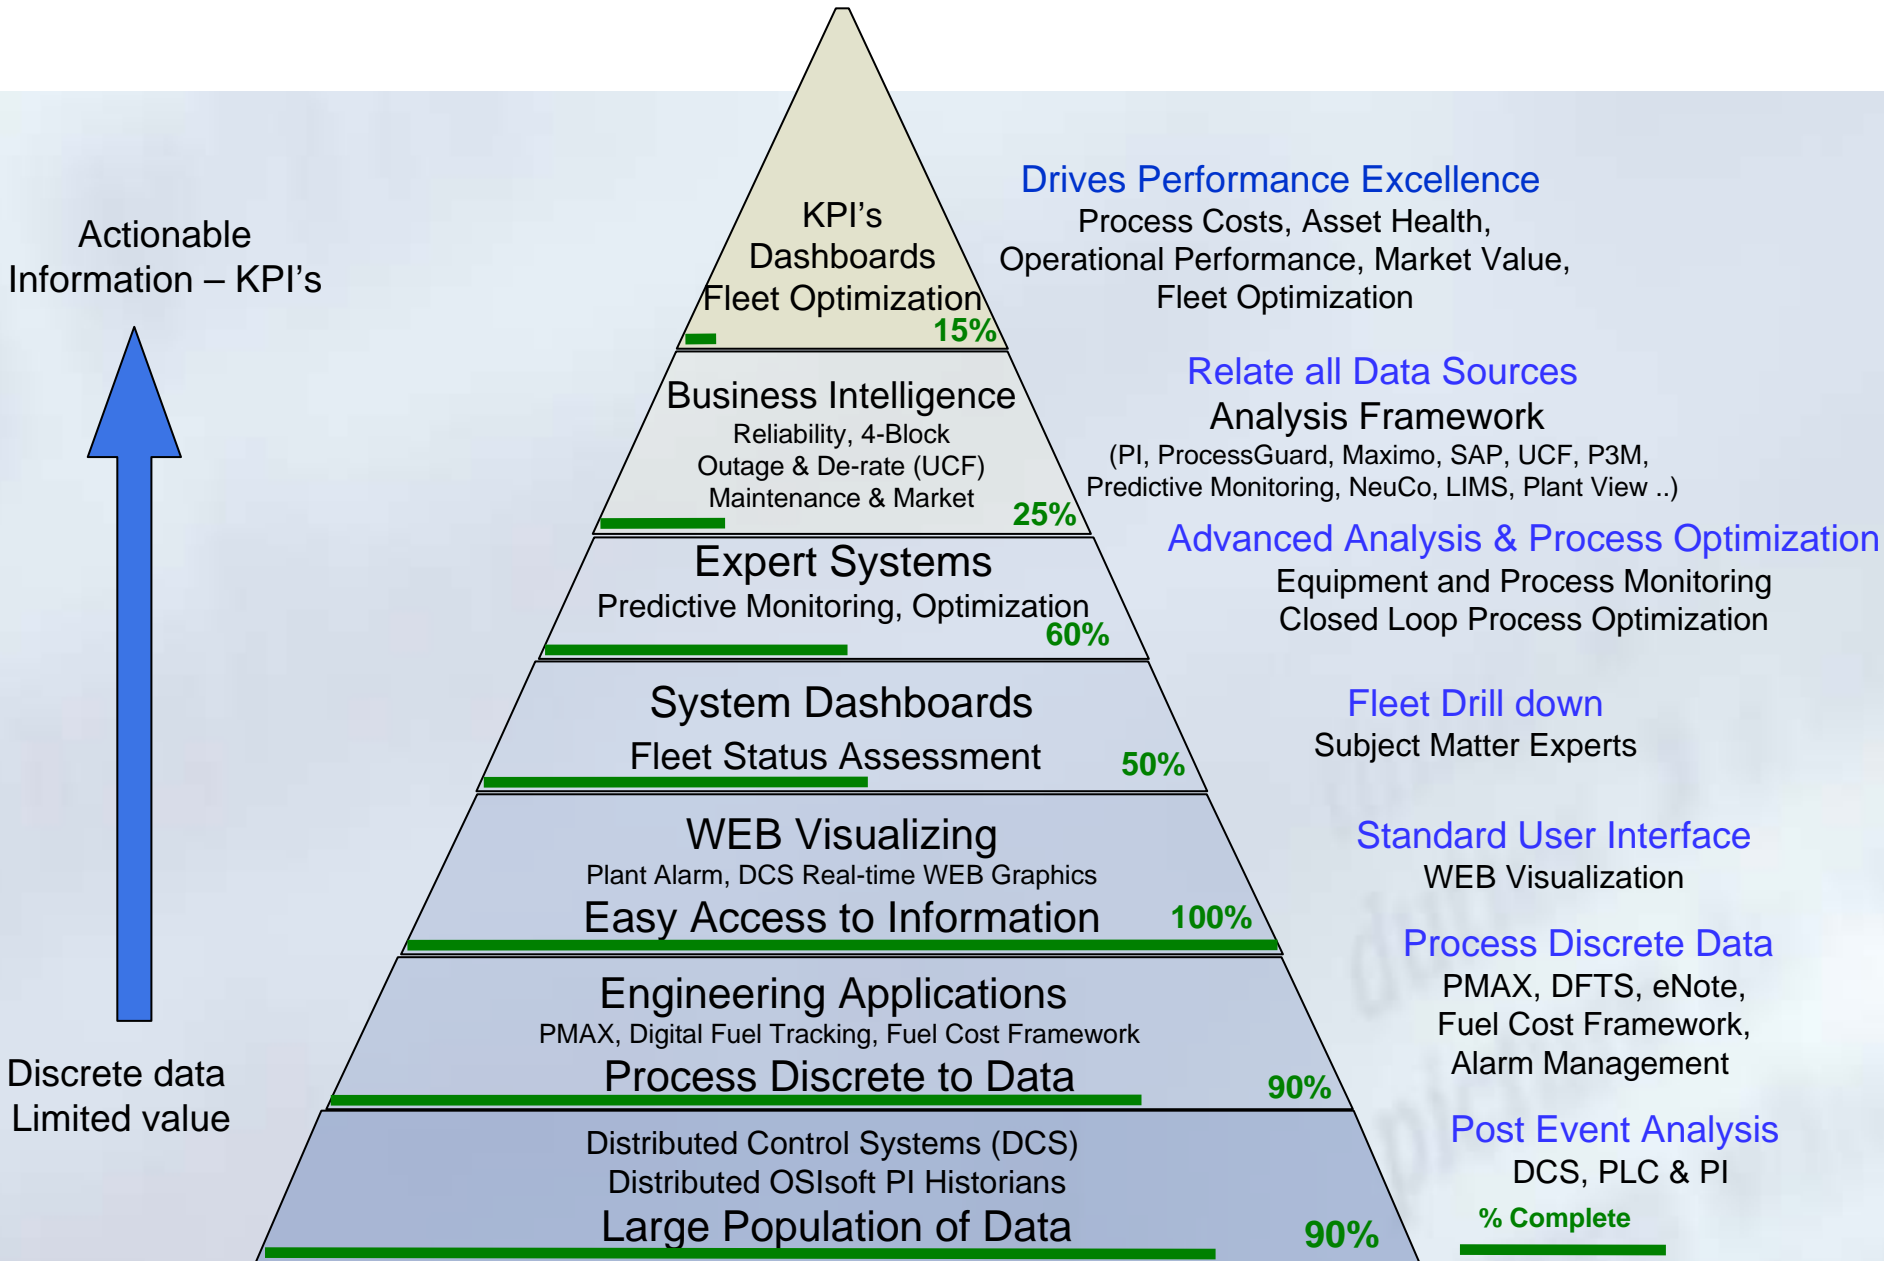 Actionable
Information – KPI's
Discrete data
Limited value
KPI's
Dashboards
Fleet Optimization
15%
Drives Performance Excellence
Process Costs, Asset Health,
Operational Performance, Market Value,
Fleet Optimization
Business Intelligence
Reliability, 4-Block
Outage & De-rate (UCF)
Maintenance & Market
25%
Relate all Data Sources
Analysis Framework
(PI, ProcessGuard, Maximo, SAP, UCF, P3M,
Predictive Monitoring, NeuCo, LIMS, Plant View ..)
Expert Systems
Predictive Monitoring, Optimization
60%
Advanced Analysis & Process Optimization
Equipment and Process Monitoring
Closed Loop Process Optimization
System Dashboards
Fleet Status Assessment
50%
Fleet Drill down
Subject Matter Experts
WEB Visualizing
Plant Alarm, DCS Real-time WEB Graphics
Easy Access to Information
100%
Standard User Interface
WEB Visualization
Engineering Applications
PMAX, Digital Fuel Tracking, Fuel Cost Framework
Process Discrete to Data
90%
Process Discrete Data
PMAX, DFTS, eNote,
Fuel Cost Framework,
Alarm Management
Distributed Control Systems (DCS)
Distributed OSIsoft PI Historians
Large Population of Data
90%
Post Event Analysis
DCS, PLC & PI
% Complete